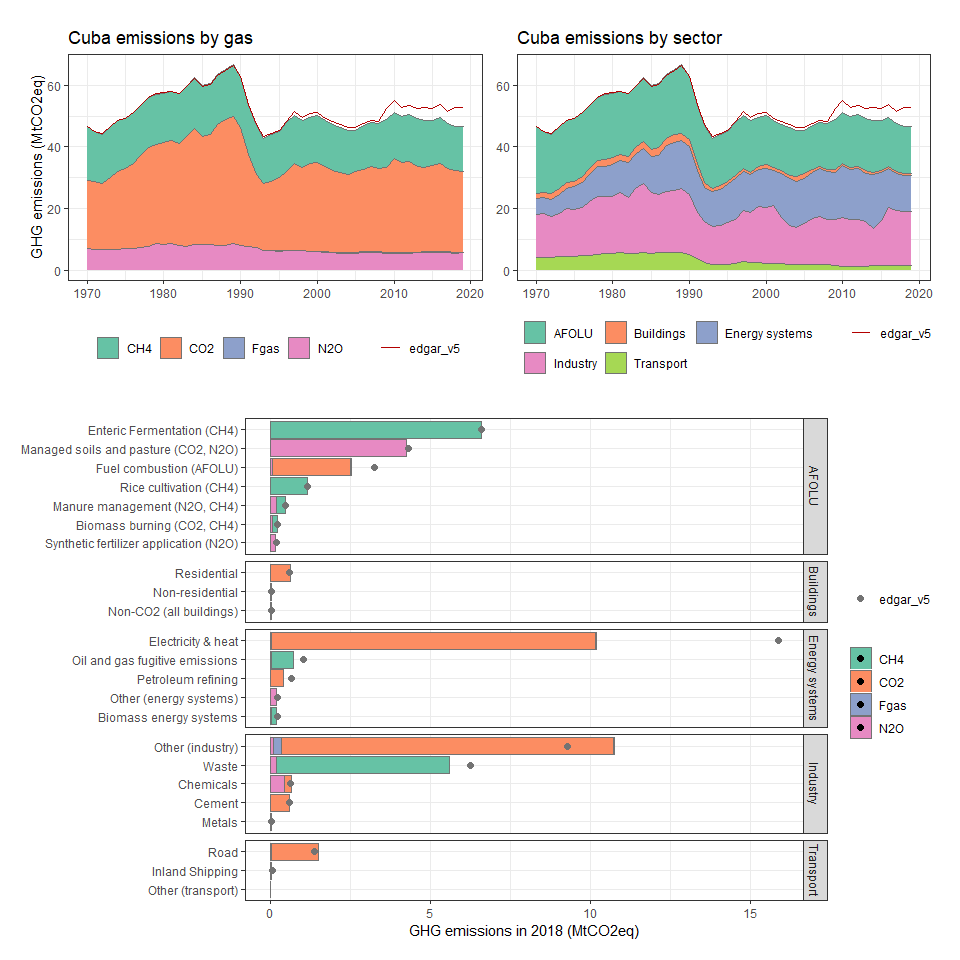 Cuba emissions by gas
GHG emissions (MtCO2eq)
60
40
20
0
1970 1980 1990 2000 2010 2020
CH4 CO2 Fgas N2O edgar_v5
Cuba emissions by sector
60
40
20
0
1970 1980 1990 2000 2010 2020
AFOLU Buildings Energy systems edgar_v5
Industry Transport
Enteric Fermentation (CH4)
Managed soils and pasture (CO2, N2O)
Fuel combustion (AFOLU)
Rice cultivation (CH4)
Manure management (N2O, CH4)
Biomass burning (CO2, CH4)
Synthetic fertilizer application (N2O)
AFOLU
Residential
Non-residential
Non-CO2 (all buildings)
Buildings
Electricity & heat
Oil and gas fugitive emissions
Petroleum refining
Other (energy systems)
Biomass energy systems
Energy systems
Other (industry)
Waste
Chemicals
Cement
Metals
Industry
Road
Inland Shipping
Other (transport)
Transport
0 5 10 15
GHG emissions in 2018 (MtCO2eq)
edgar_v5
CH4
CO2
Fgas
N2O